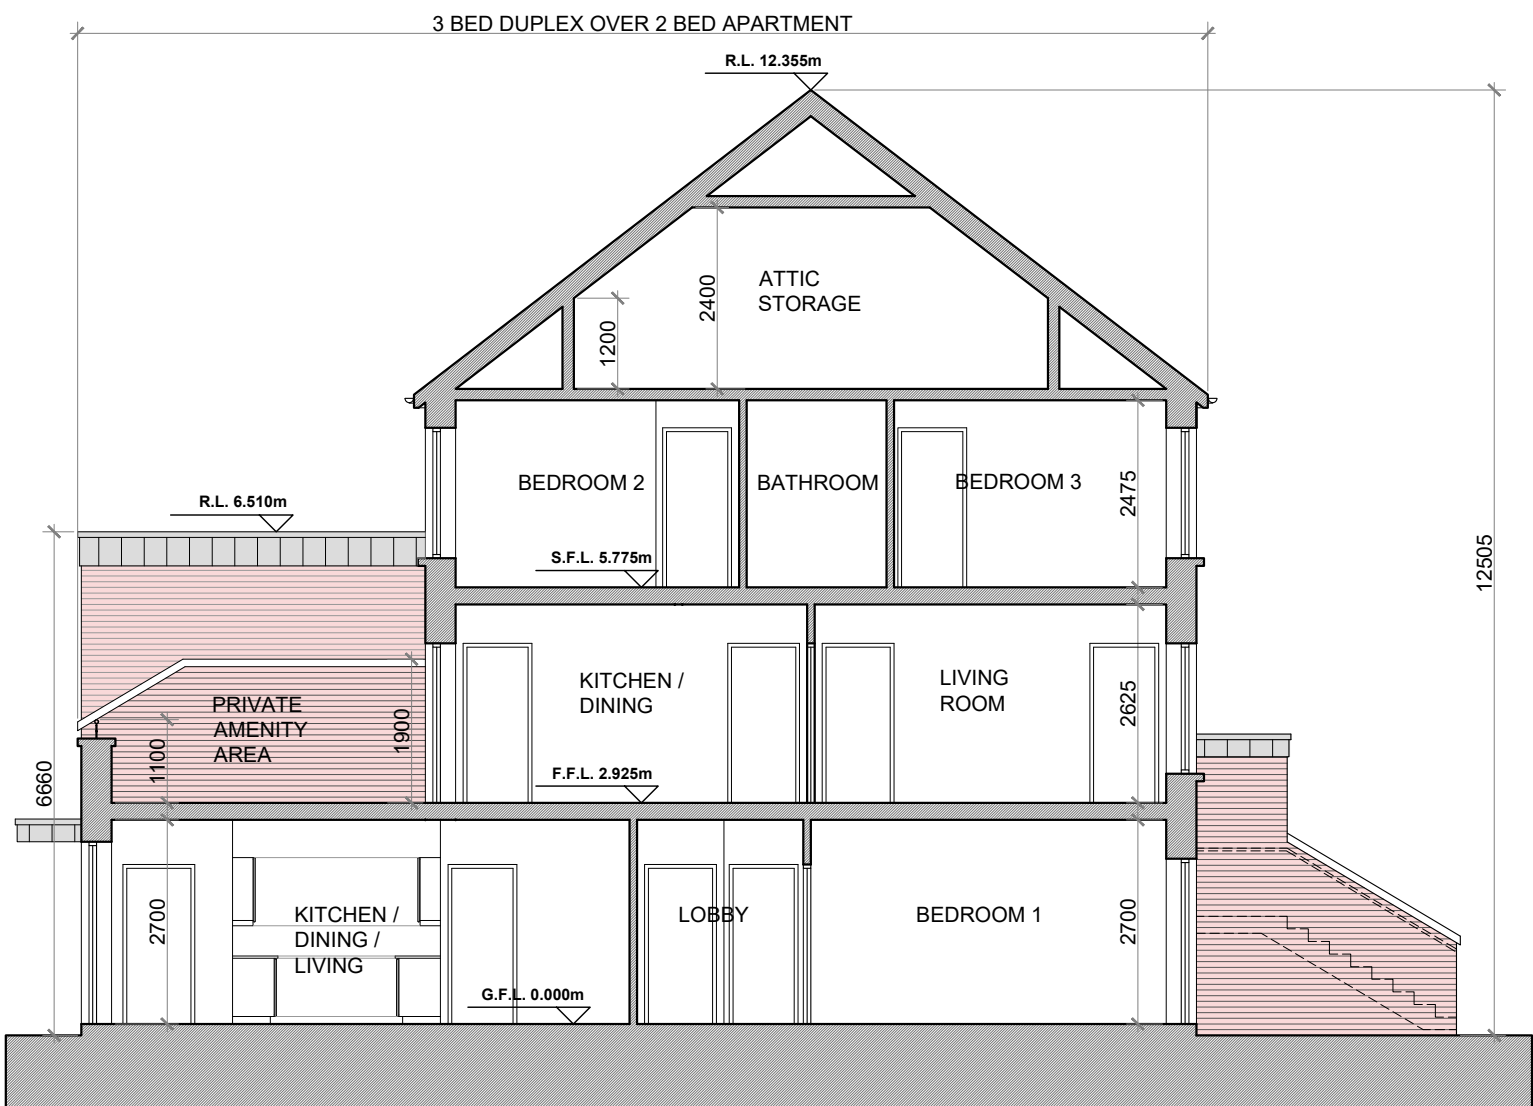 3 BED DUPLEX OVER 2 BED APARTMENT
R.L. 12.355m
ATTIC
STORAGE
2400
1200
BEDROOM 2
BATHROOM
BEDROOM 3
2475
R.L. 6.510m
S.F.L. 5.775m
12505
KITCHEN /
DINING
LIVING
ROOM
2625
PRIVATE
AMENITY
AREA
1900
1100
6660
F.F.L. 2.925m
KITCHEN /
DINING /
LIVING
2700
LOBBY
BEDROOM 1
2700
G.F.L. 0.000m